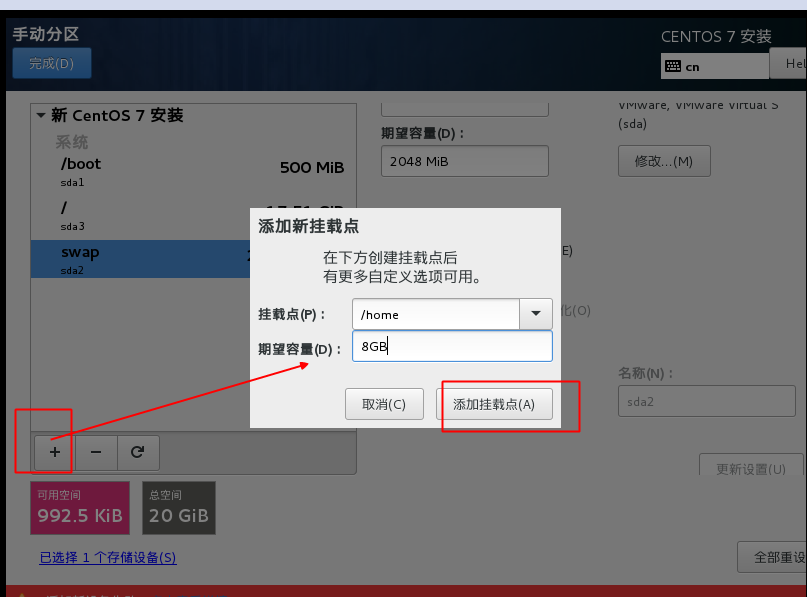 手动分区
CENTOS 7 安装
完成(D)
cn
Hel
新 CentOS 7 安装
系统
/boot
500 MiB
sda1
/
sda3
swap
sda2
期望容量(D)：
2048 MiB
VMware, VMware Virtual S
(sda)
修改...(M)
E)
化(O)
名称(N)：
sda2
更新设置(U)
添加新挂载点
在下方创建挂载点后
有更多自定义选项可用。
挂载点(P)：
/home
期望容量(D)：
8GB
取消(C)
添加挂载点(A)
+
−
可用空间
992.5 KiB
总空间
20 GiB
已选择 1 个存储设备(S)
全部重设